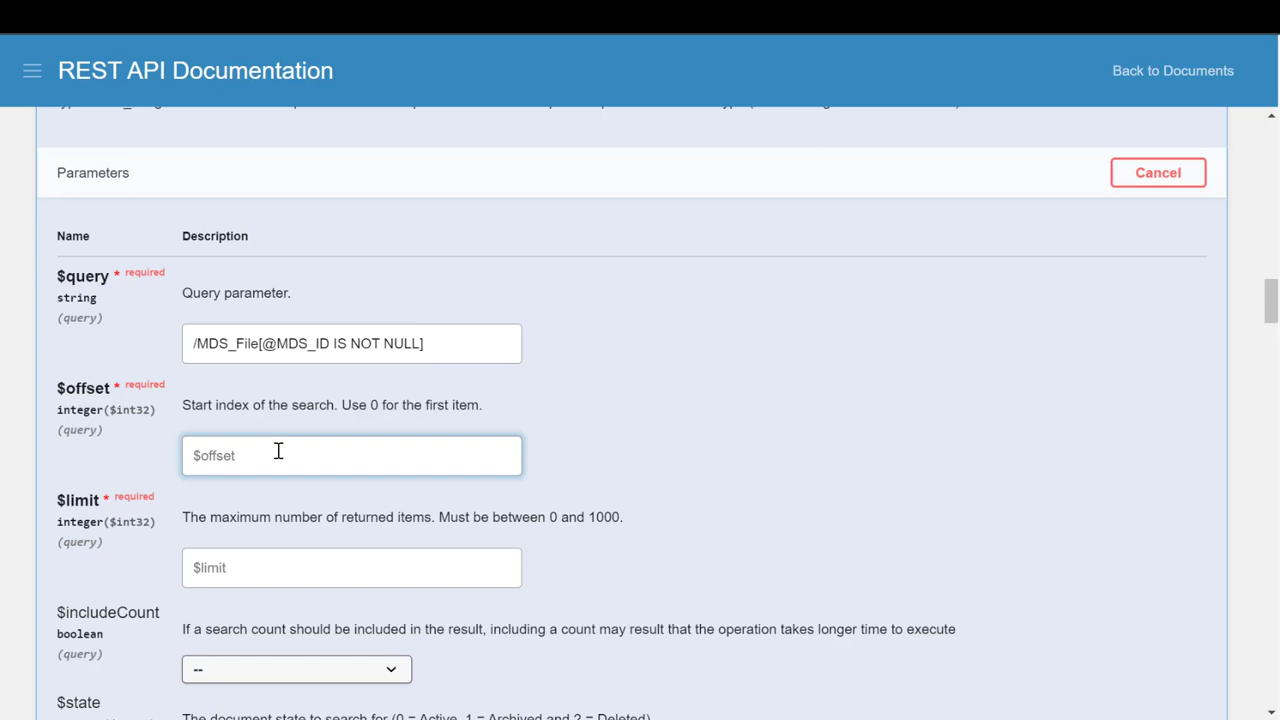 REST API Documentation
Back to Documents
Parameters
Cancel
Name
Description
$query * required
string
(query)
Query parameter.
/MDS_File[@MDS_ID IS NOT NULL]
$offset * required
integer($int32)
(query)
Start index of the search. Use 0 for the first item.
$offset
$limit * required
integer($int32)
(query)
The maximum number of returned items. Must be between 0 and 1000.
$limit
$includeCount
boolean
(query)
If a search count should be included in the result, including a count may result that the operation takes longer time to execute
--
$state
The document state to search for (0 = Active, 1 = Archived and 2 = Deleted)